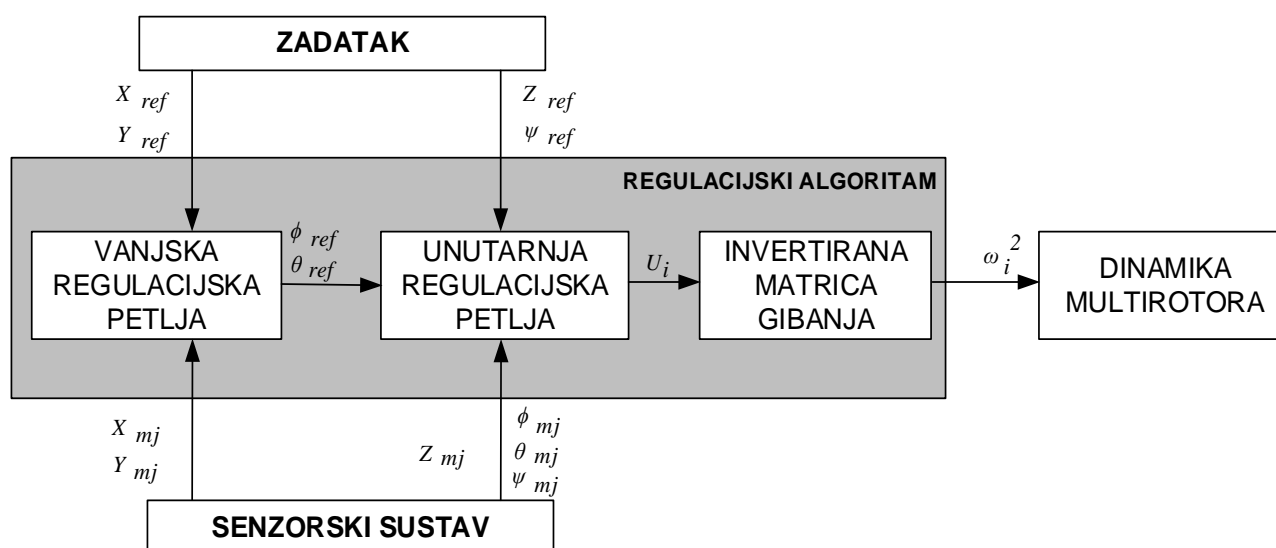 ZADATAK
X ref
Y ref
Z ref
ψ ref
REGULACIJSKI ALGORITAM
VANJSKA
REGULACIJSKA
PETLJA
ϕ ref
θ ref
UNUTARNJA
REGULACIJSKA
PETLJA
U i
INVERTIRANA
MATRICA
GIBANJA
ω i 2
DINAMIKA
MULTIROTORA
X mj
Y mj
Z mj
ϕ mj
θ mj
ψ mj
SENZORSKI SUSTAV